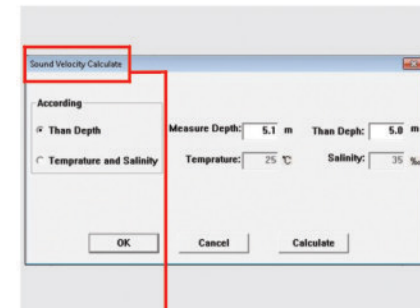 Sound Velocity Calculate
According
Than Depth
Measure Depth: 5.1 m Than Deph: 5.0 m
Temprature and Salinity
Temprature: 25 ℃ Salinity: 35 ‰
OK Cancel Calculate